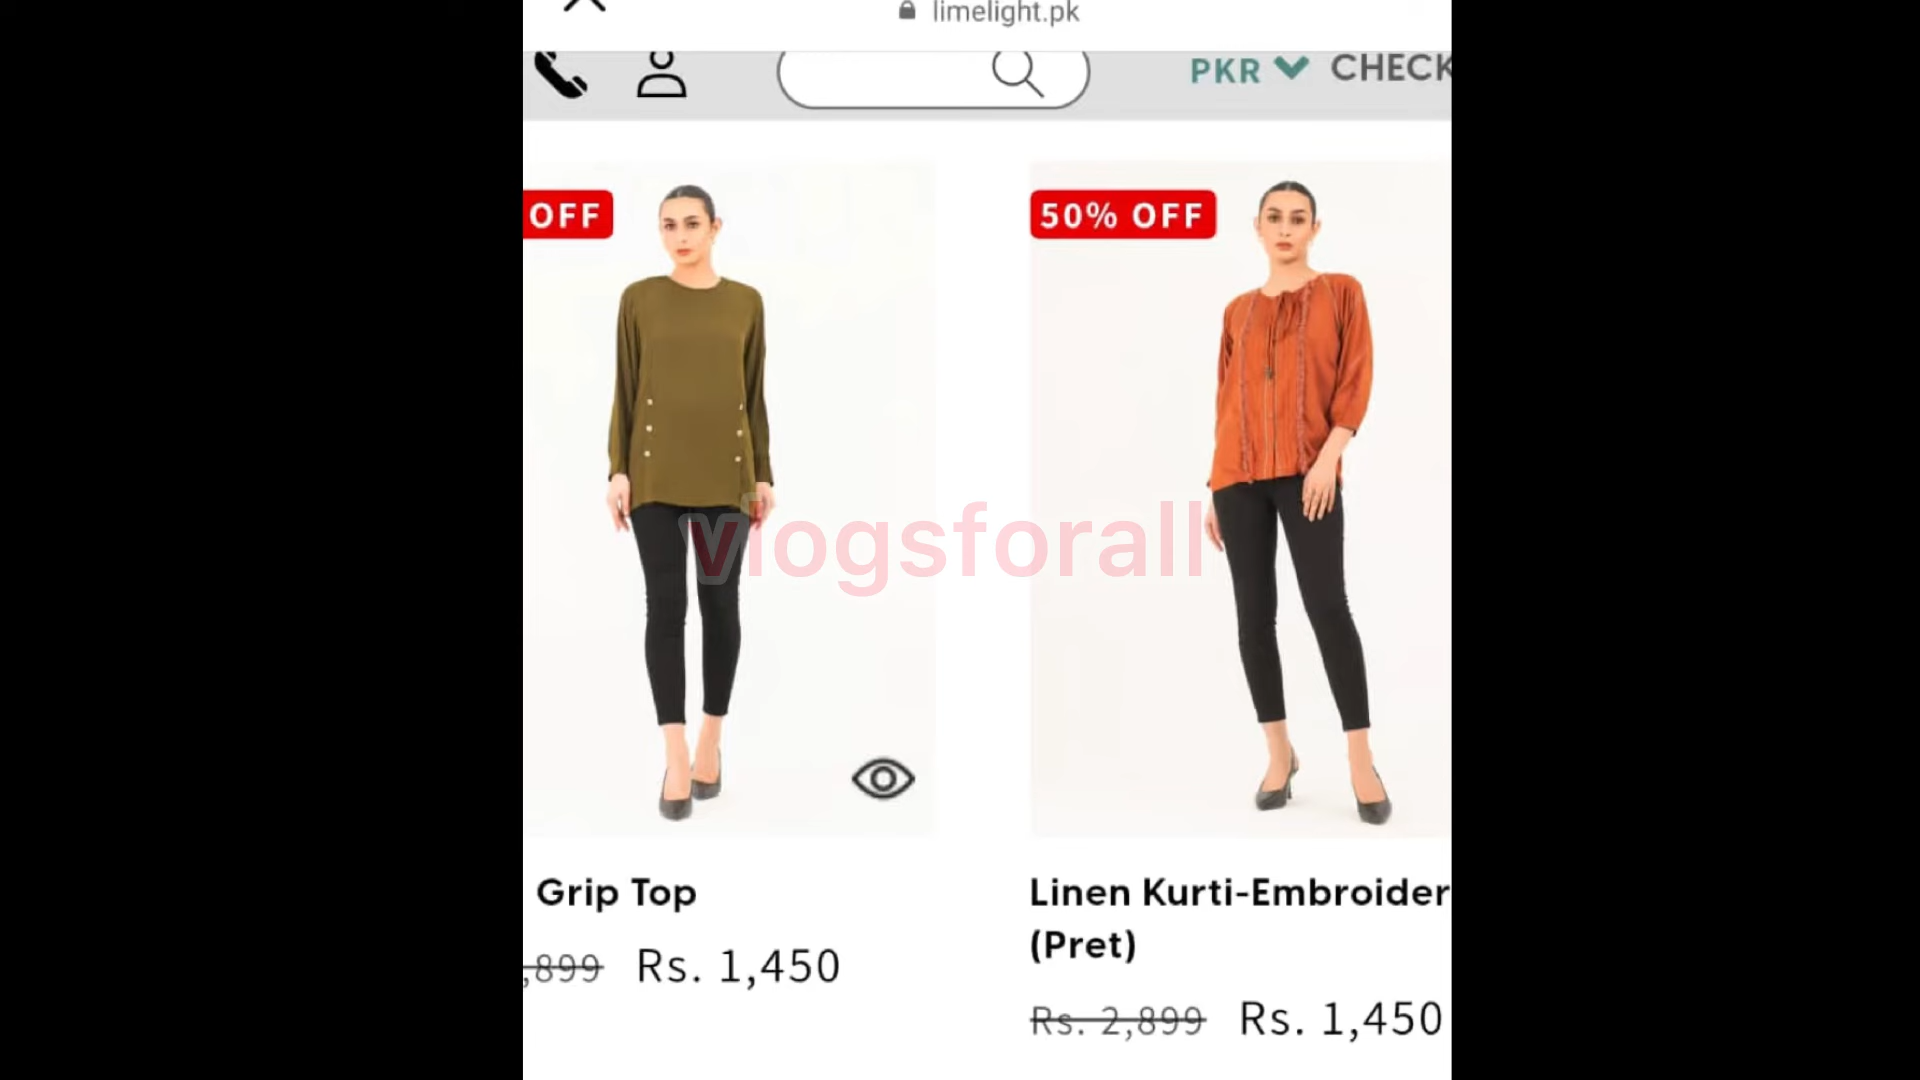 limelight.pk
PKR CHECK
OFF
50% OFF
vlogsforall
Grip Top
,899 Rs. 1,450
Linen Kurti-Embroider
(Pret)
Rs. 2,899 Rs. 1,450